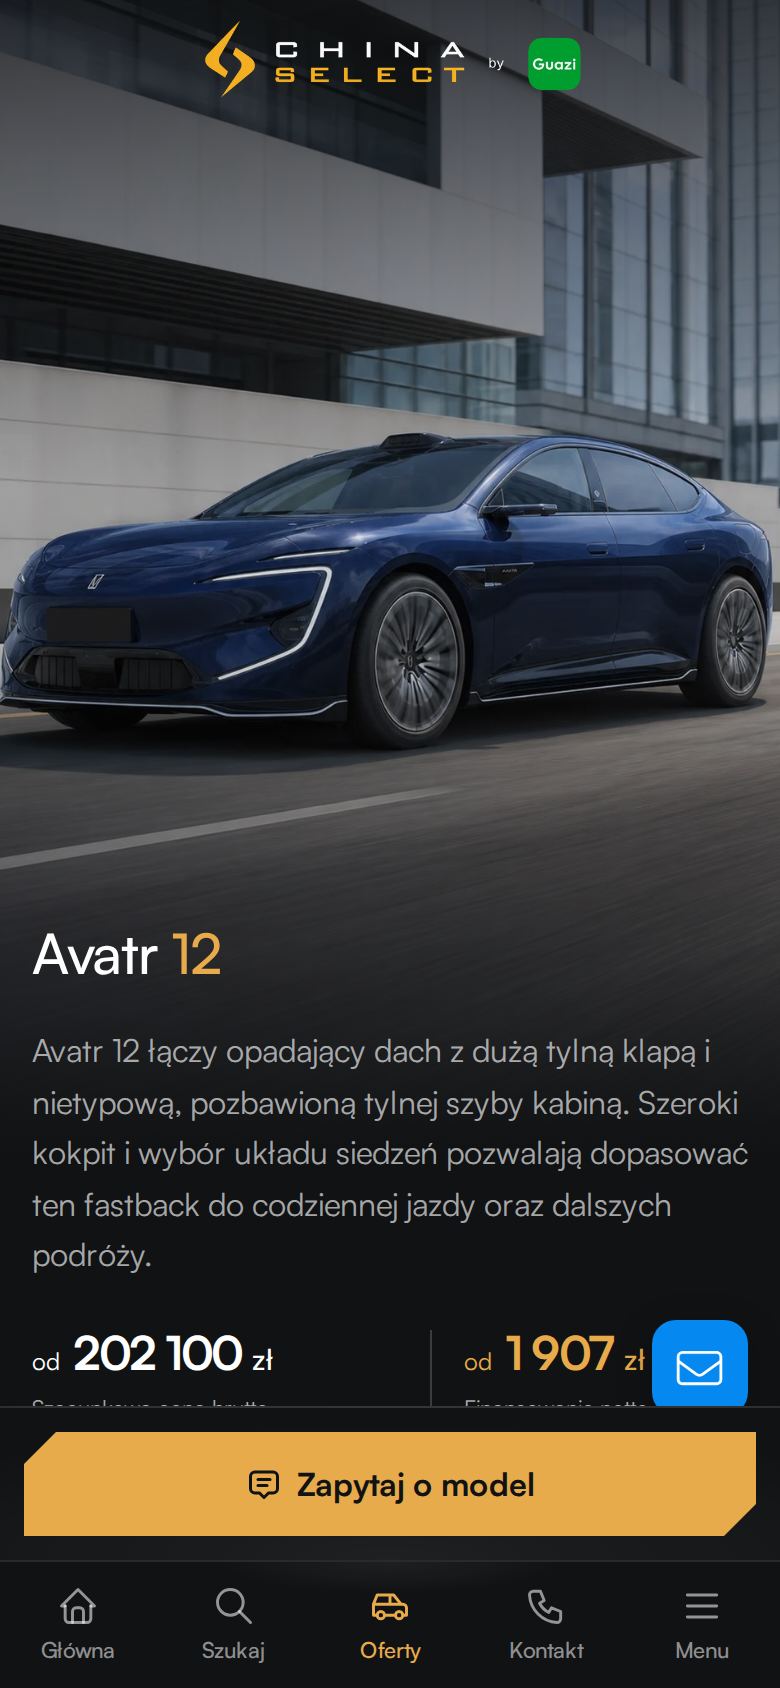 CHINA
SELECT
by
Guazi
Avatr 12
Avatr 12 łączy opadający dach z dużą tylną klapą i
nietypową, pozbawioną tylnej szyby kabiną. Szeroki
kokpit i wybór układu siedzeń pozwalają dopasować
ten fastback do codziennej jazdy oraz dalszych
podróży.
od 202 100 zł
od 1 907 zł
Zapytaj o model
Główna
Szukaj
Oferty
Kontakt
Menu